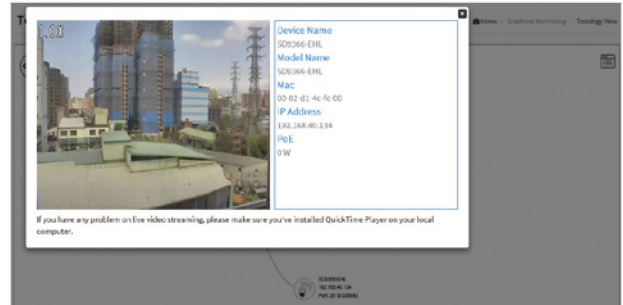 Home
Graphical Monitoring
Topology View
1.0X
Device Name
SD9366-EHL
Model Name
SD9366-EHL
Mac
00-02-d1-4c-fc-00
IP Address
192.168.40.134
PoE
0 W
If you have any problem on live video streaming, please make sure you've installed QuickTime Player on your local
computer.